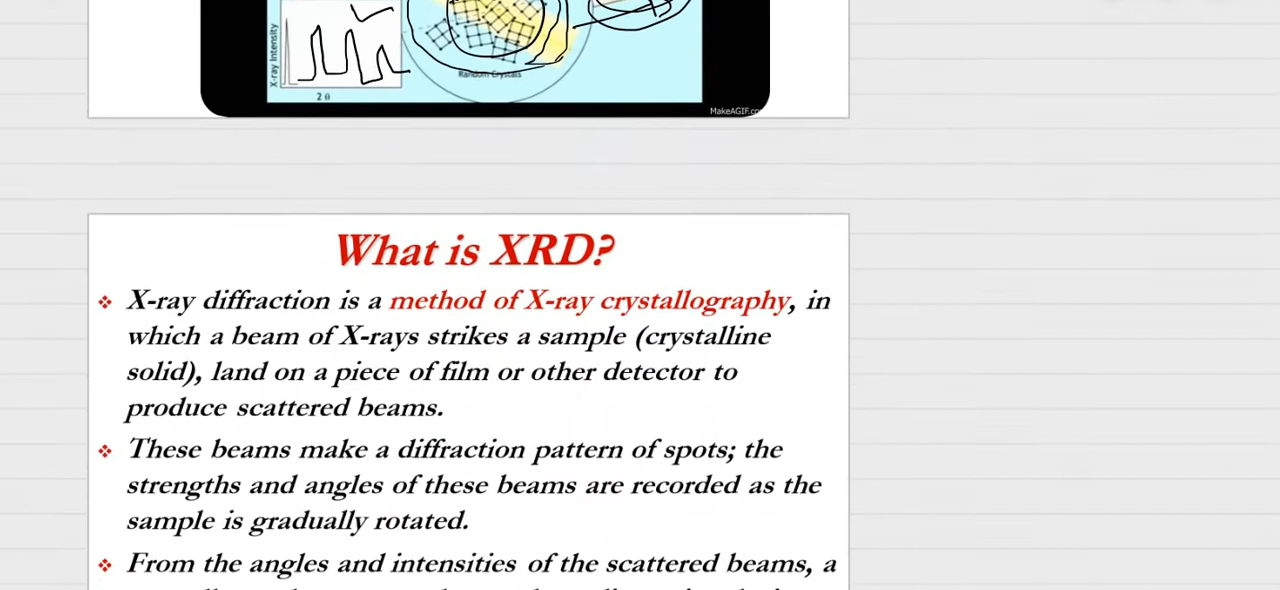 X-ray Intensity
Random Crystals
2 θ
MakeAGIF.co
What is XRD?
❖ X-ray diffraction is a method of X-ray crystallography, in
which a beam of X-rays strikes a sample (crystalline
solid), land on a piece of film or other detector to
produce scattered beams.
❖ These beams make a diffraction pattern of spots; the
strengths and angles of these beams are recorded as the
sample is gradually rotated.
❖ From the angles and intensities of the scattered beams, a